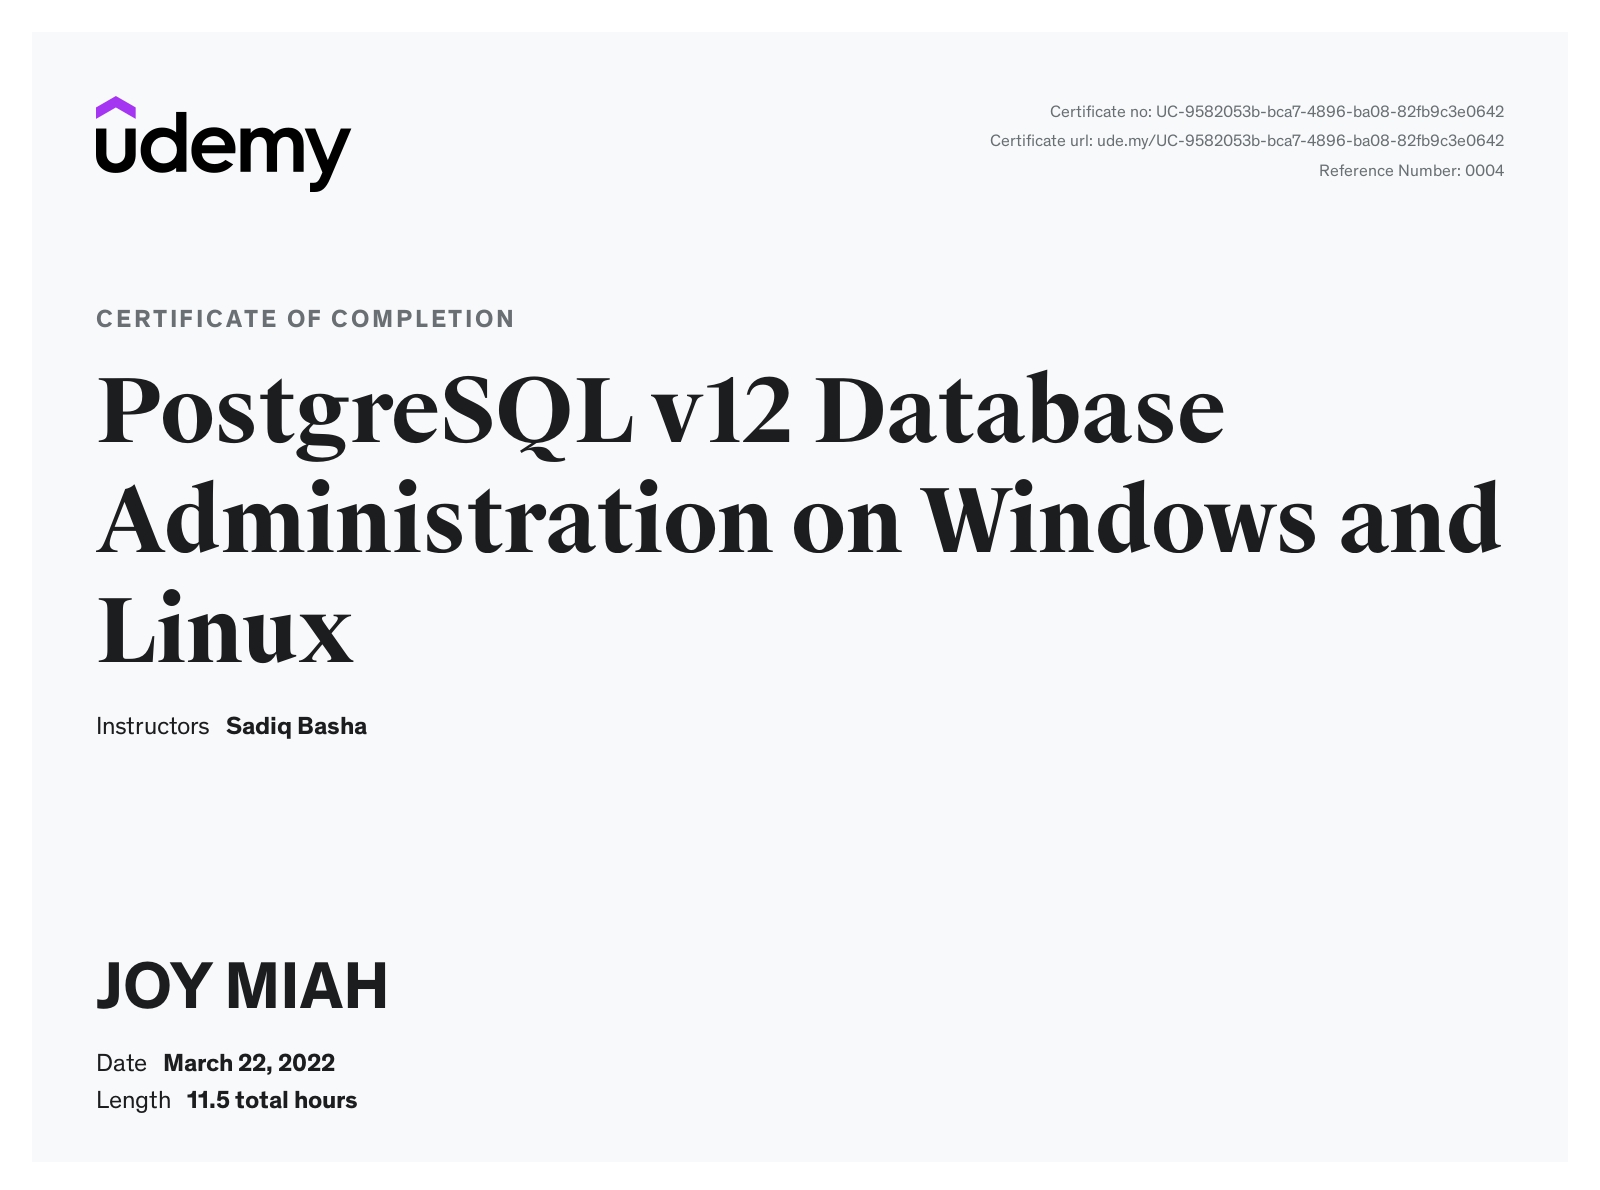 udemy
Certificate no: UC-9582053b-bca7-4896-ba08-82fb9c3e0642
Certificate url: ude.my/UC-9582053b-bca7-4896-ba08-82fb9c3e0642
Reference Number: 0004
CERTIFICATE OF COMPLETION
PostgreSQL v12 Database
Administration on Windows and
Linux
Instructors Sadiq Basha
JOY MIAH
Date March 22, 2022
Length 11.5 total hours